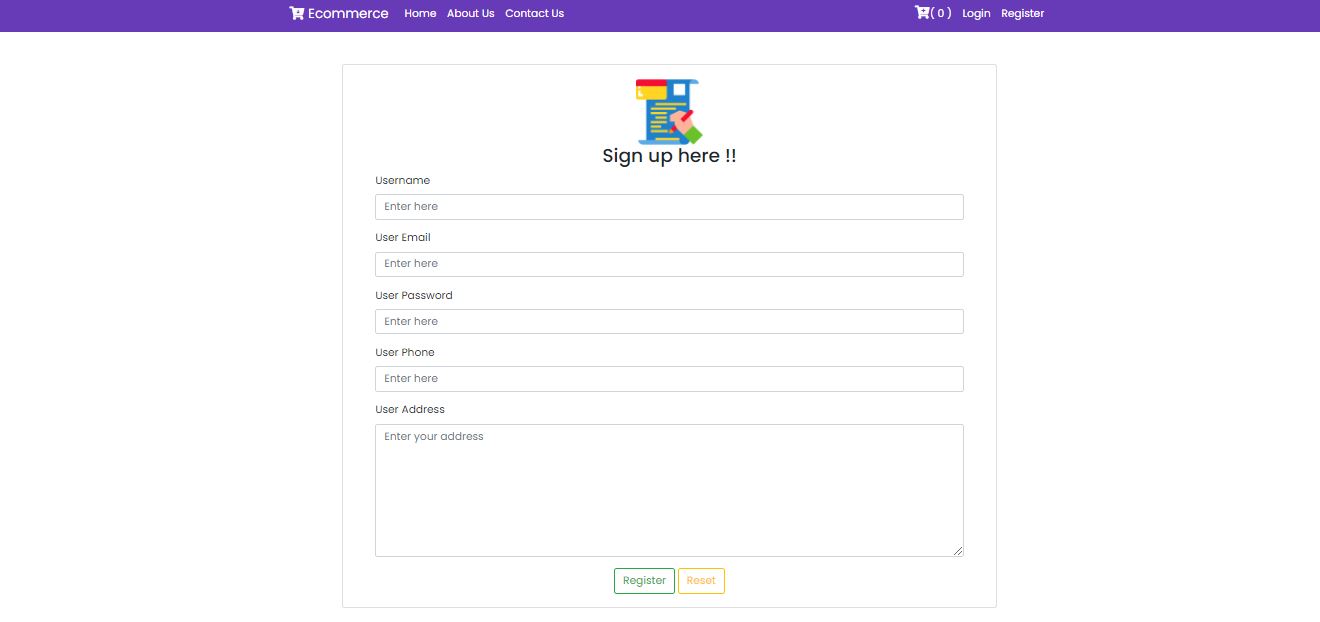 Ecommerce Home About Us Contact Us ( 0 ) Login Register
Sign up here !!
Username
Enter here
User Email
Enter here
User Password
Enter here
User Phone
Enter here
User Address
Enter your address
Register Reset